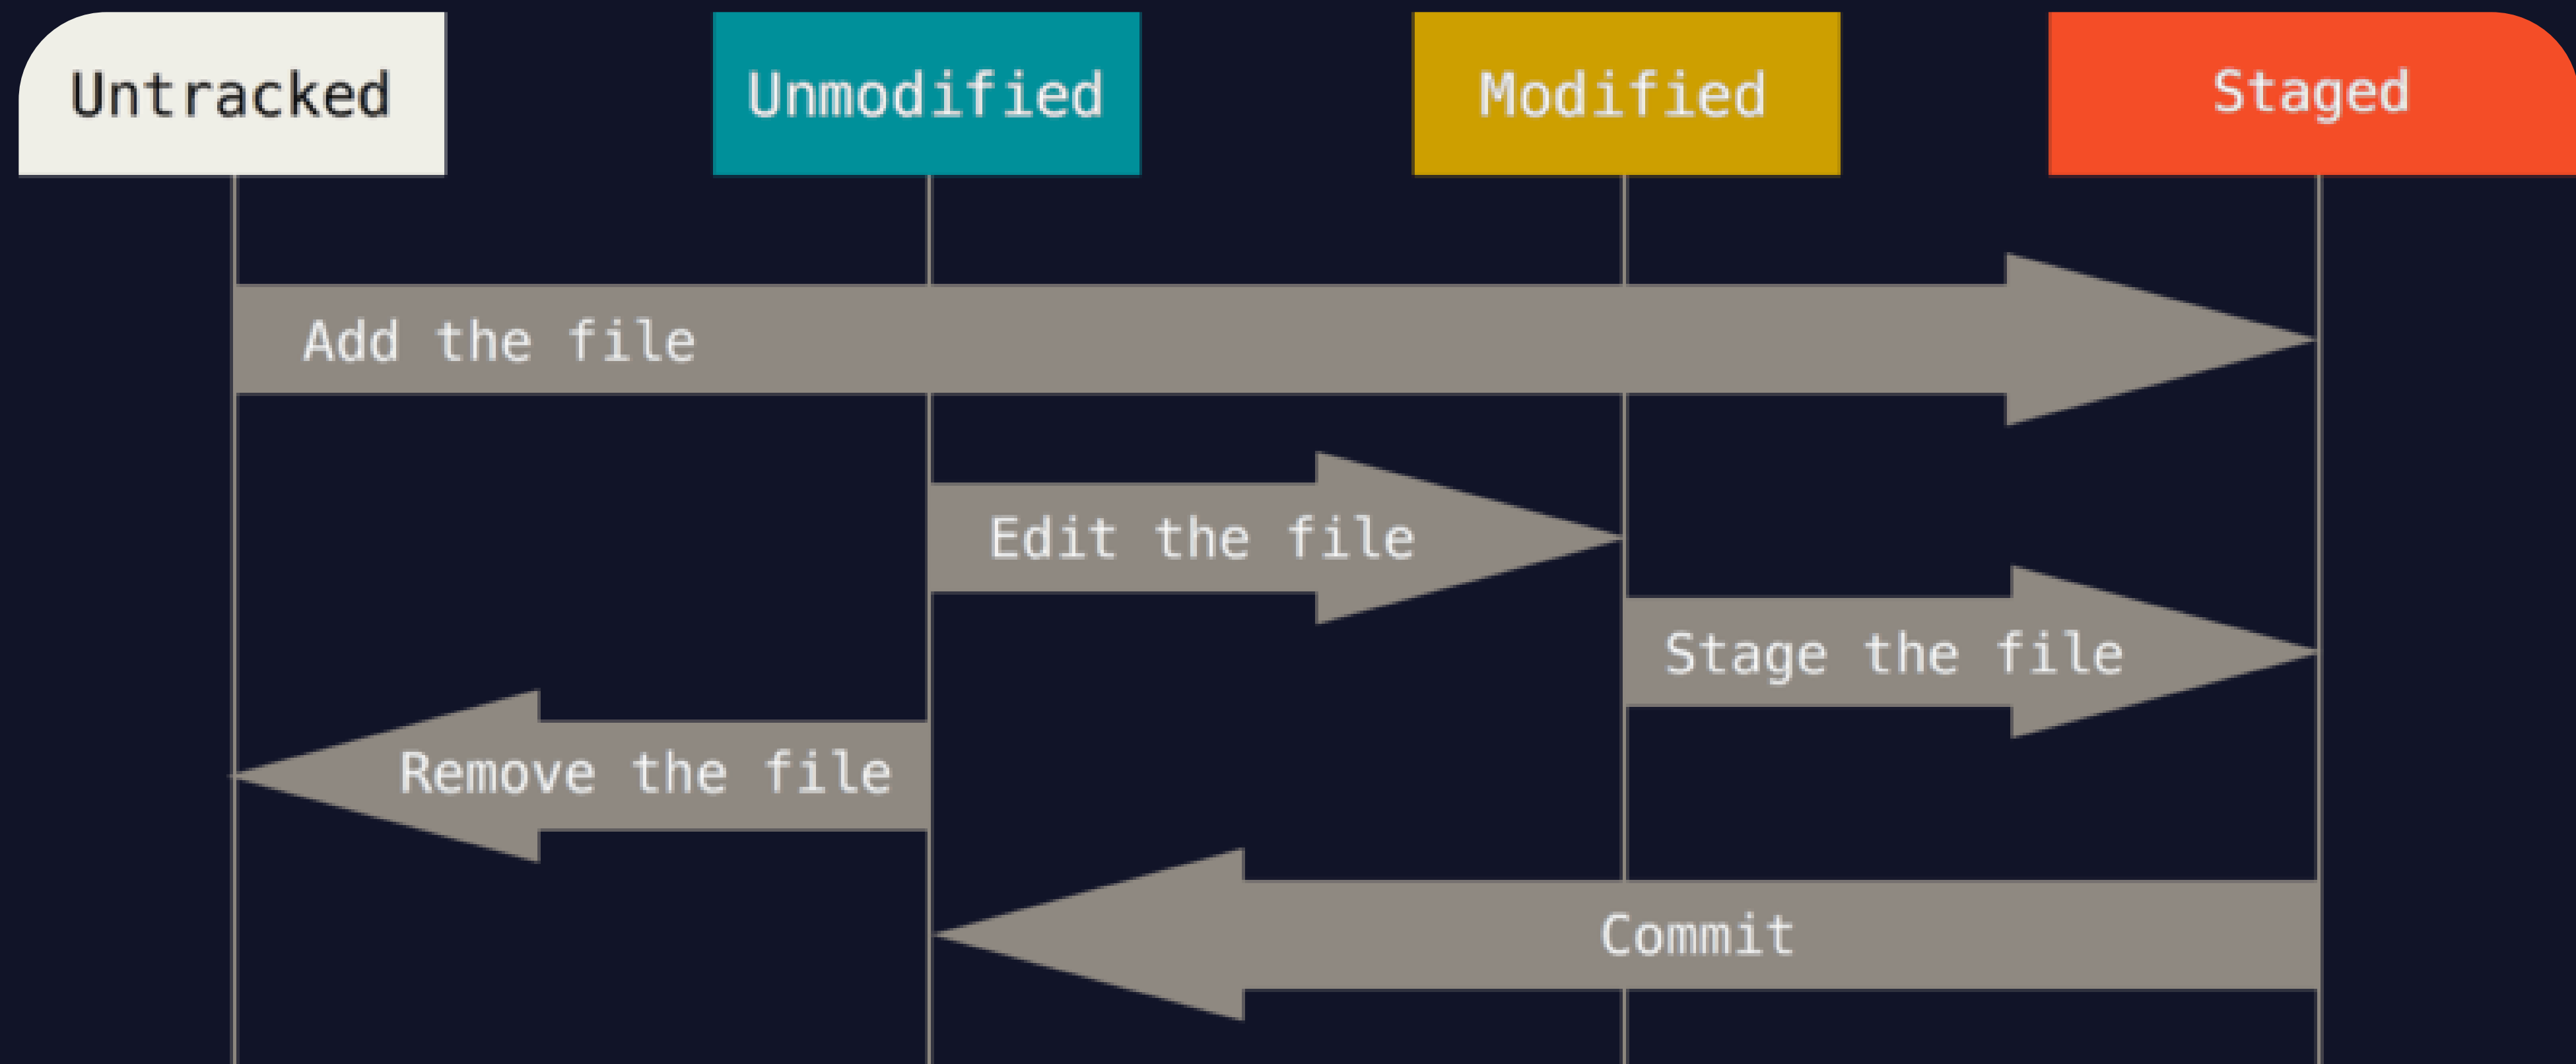 Untracked
Unmodified
Modified
Staged
Add the file
Edit the file
Stage the file
Remove the file
Commit